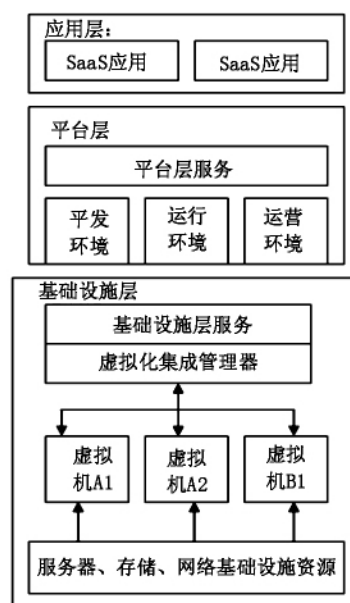 应用层：
SaaS应用 SaaS应用
平台层
平台层服务
平发 运行 运营
环境 环境 环境
基础设施层
基础设施层服务
虚拟化集成管理器
虚拟 虚拟 虚拟
机A1 机A2 机B1
服务器、存储、网络基础设施资源